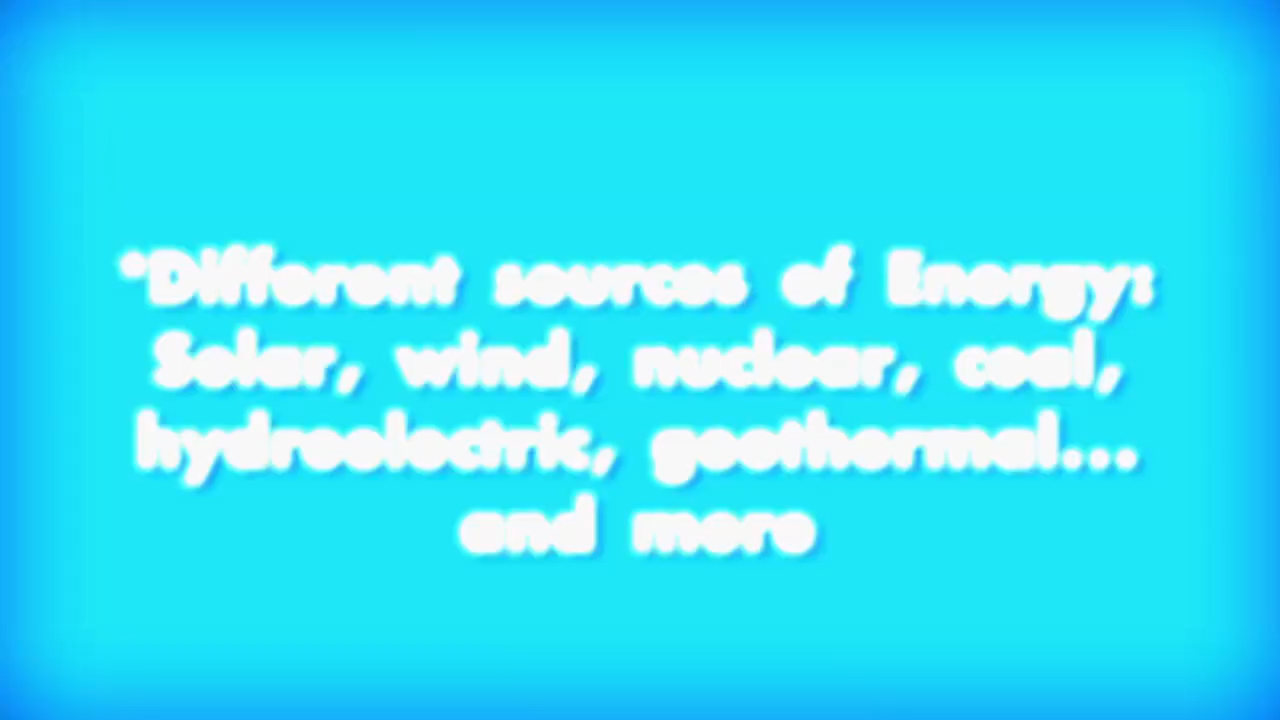 •Different sources of Energy:
Solar, wind, nuclear, coal,
hydroelectric, geothermal...
and more